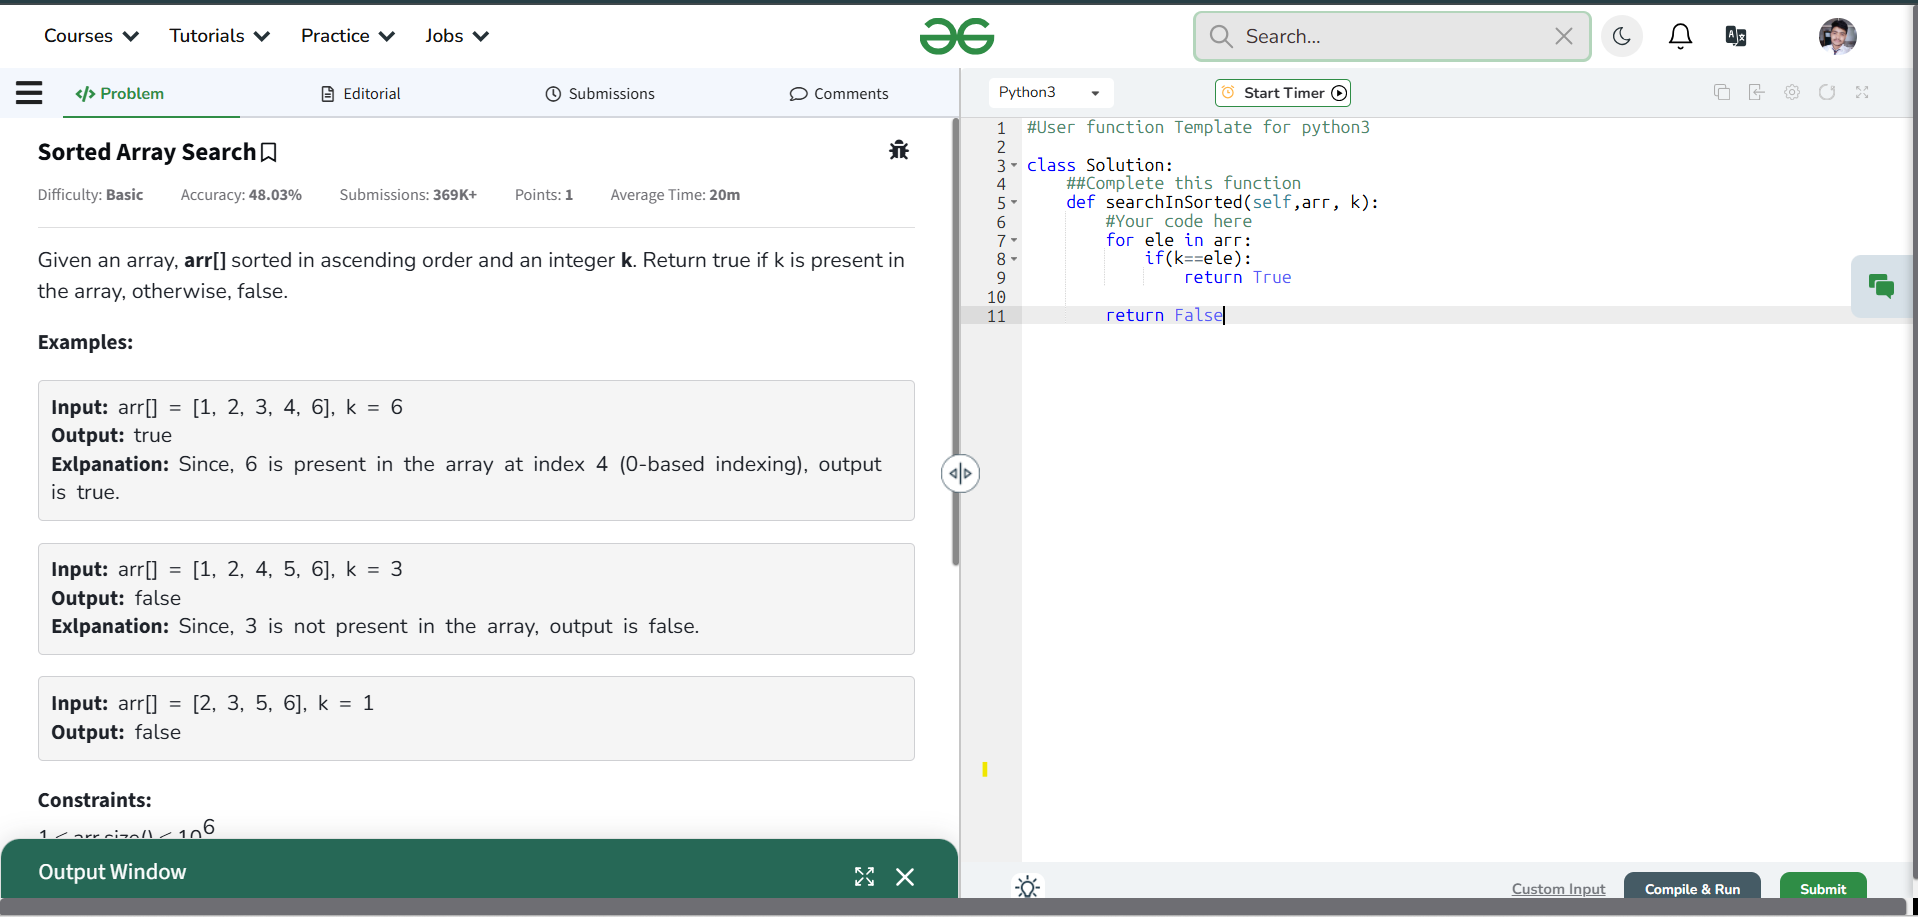 Courses Tutorials Practice Jobs
Search...
Problem Editorial Submissions Comments
Python3
Start Timer
Sorted Array Search
Difficulty: Basic Accuracy: 48.03% Submissions: 369K+ Points: 1 Average Time: 20m
Given an array, arr[] sorted in ascending order and an integer k. Return true if k is present in
the array, otherwise, false.
Examples:
Input: arr[] = [1, 2, 3, 4, 6], k = 6
Output: true
Exlpanation: Since, 6 is present in the array at index 4 (0-based indexing), output
is true.
Input: arr[] = [1, 2, 4, 5, 6], k = 3
Output: false
Exlpanation: Since, 3 is not present in the array, output is false.
Input: arr[] = [2, 3, 5, 6], k = 1
Output: false
Constraints:
1 < arr.size() < 10^6
Output Window
1 #User function Template for python3
2
3 class Solution:
4 ##Complete this function
5 def searchInSorted(self,arr, k):
6 #Your code here
7 for ele in arr:
8 if(k==ele):
9 return True
10
11 return False
Custom Input Compile & Run Submit